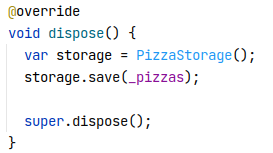 @override
void dispose() {
  var storage = PizzaStorage();
  storage.save(_pizzas);

  super.dispose();
}